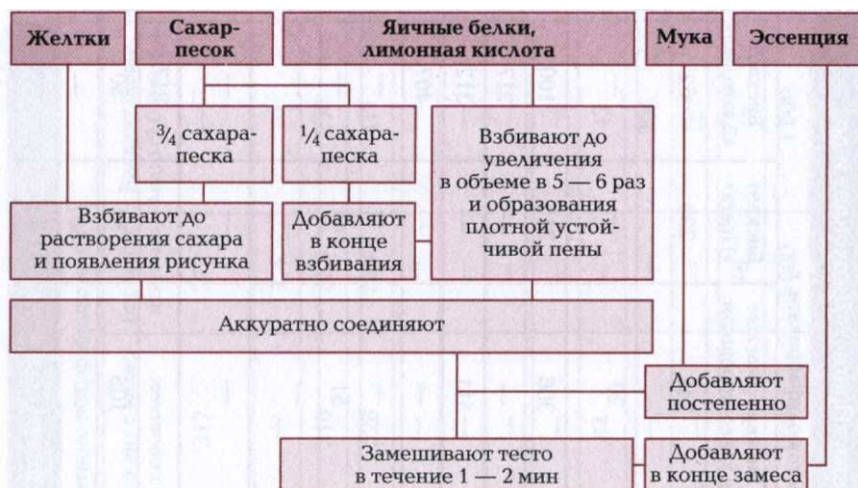 Желтки
Сахар-
песок
Яичные белки,
лимонная кислота
Мука
Эссенция
¾ сахара-
песка
¼ сахара-
песка
Взбивают до
увеличения
в объеме в 5 — 6 раз
и образования
плотной устой-
чивой пены
Взбивают до
растворения сахара
и появления рисунка
Добавляют
в конце
взбивания
Аккуратно соединяют
Добавляют
постепенно
Замешивают тесто
в течение 1 — 2 мин
Добавляют
в конце замеса